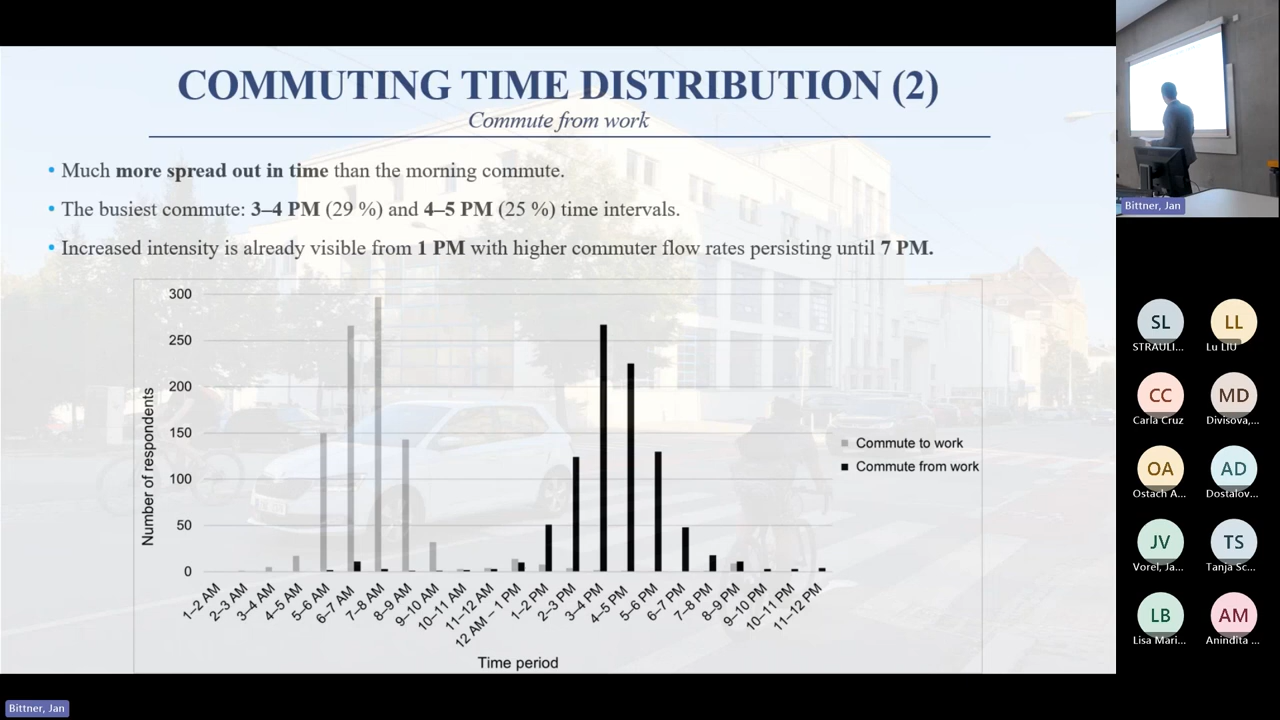 COMMUTING TIME DISTRIBUTION (2)
Commute from work
• Much more spread out in time than the morning commute.
• The busiest commute: 3–4 PM (29 %) and 4–5 PM (25 %) time intervals.
• Increased intensity is already visible from 1 PM with higher commuter flow rates persisting until 7 PM.
300
250
200
150
100
50
0
Number of respondents
1–2 AM
2–3 AM
3–4 AM
4–5 AM
5–6 AM
6–7 AM
7–8 AM
8–9 AM
9–10 AM
10–11 AM
11–12 AM
12 AM – 1 PM
1–2 PM
2–3 PM
3-4 PM
4–5 PM
5–6 PM
6–7 PM
7–8 PM
8–9 PM
9–10 PM
10–11 PM
11–12 PM
Time period
Commute to work
Commute from work
Bittner, Jan
SL
STRAULI...
LL
Lu LIU
CC
Carla Cruz
MD
Divisova,...
OA
Ostach A...
AD
Dostalov...
JV
Vorel, Ja...
TS
Tanja Sc...
LB
Lisa Mari...
AM
Anindita ...
Bittner, Jan